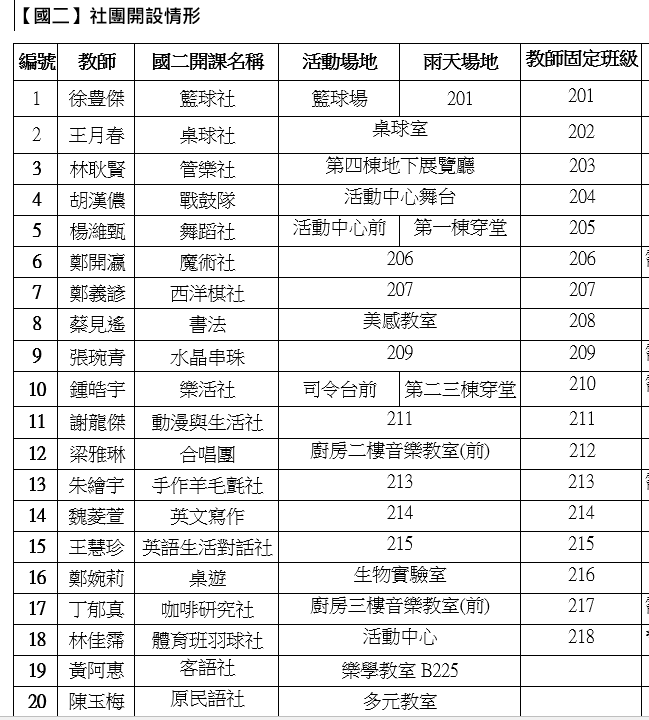 【國二】社團開設情形
編號 教師 國二開課名稱 活動場地 雨天場地 教師固定班級
1 徐豊傑 籃球社 籃球場 201 201
2 王月春 桌球社 桌球室 202
3 林耿賢 管樂社 第四棟地下展覽廳 203
4 胡漢儂 戰鼓隊 活動中心舞台 204
5 楊濰甄 舞蹈社 活動中心前 第一棟穿堂 205
6 鄭開瀛 魔術社 206 206
7 鄭義諺 西洋棋社 207 207
8 蔡見遙 書法 美感教室 208
9 張琬青 水晶串珠 209 209
10 鍾皓宇 樂活社 司令台前 第二三棟穿堂 210
11 謝龍傑 動漫與生活社 211 211
12 梁雅琳 合唱團 廚房二樓音樂教室(前) 212
13 朱繪宇 手作羊毛氈社 213 213
14 魏菱萱 英文寫作 214 214
15 王慧珍 英語生活對話社 215 215
16 鄭婉莉 桌遊 生物實驗室 216
17 丁郁真 咖啡研究社 廚房三樓音樂教室(前) 217
18 林佳霈 體育班羽球社 活動中心 218
19 黃阿惠 客語社 樂學教室 B225
20 陳玉梅 原民語社 多元教室